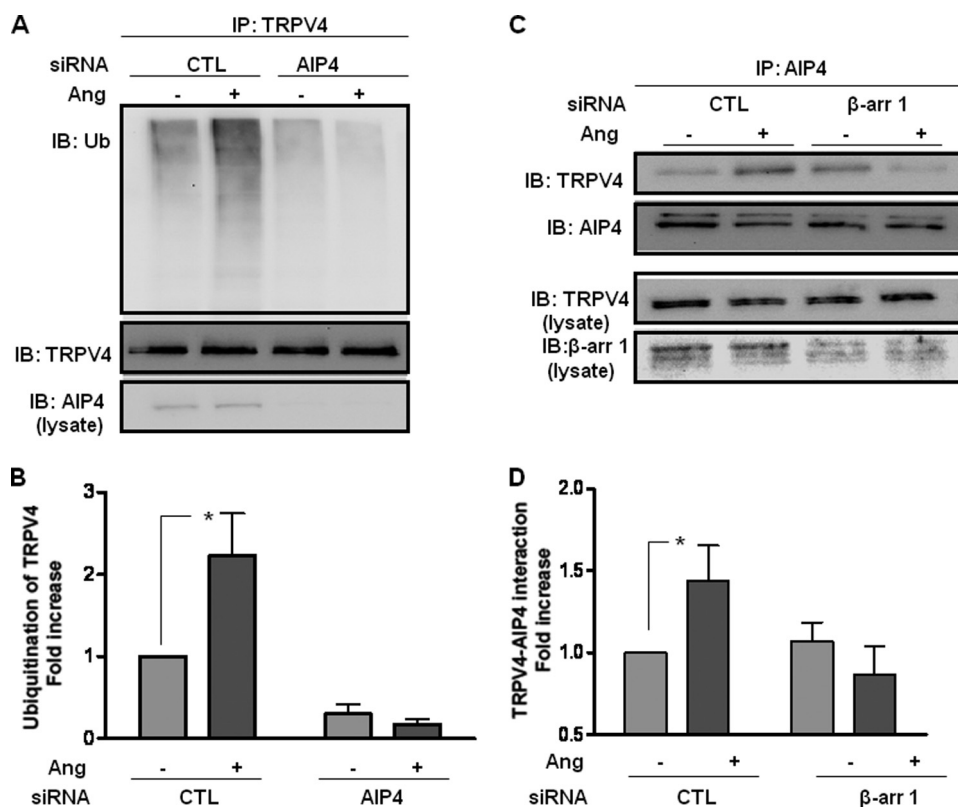 A
IP: TRPV4
siRNA CTL AIP4
Ang - + - +
IB: Ub
IB: TRPV4
IB: AIP4
(lysate)
C
IP: AIP4
siRNA CTL β-arr 1
Ang - + - +
IB: TRPV4
IB: AIP4
IB: TRPV4
(lysate)
IB:β-arr 1
(lysate)
B
Ubiquitination of TRPV4
Fold increase
3
2
1
0
*
Ang - + - +
siRNA CTL AIP4
D
TRPV4-AIP4 interaction
Fold increase
2.0
1.5
1.0
0.5
*
Ang - + - +
siRNA CTL β-arr 1